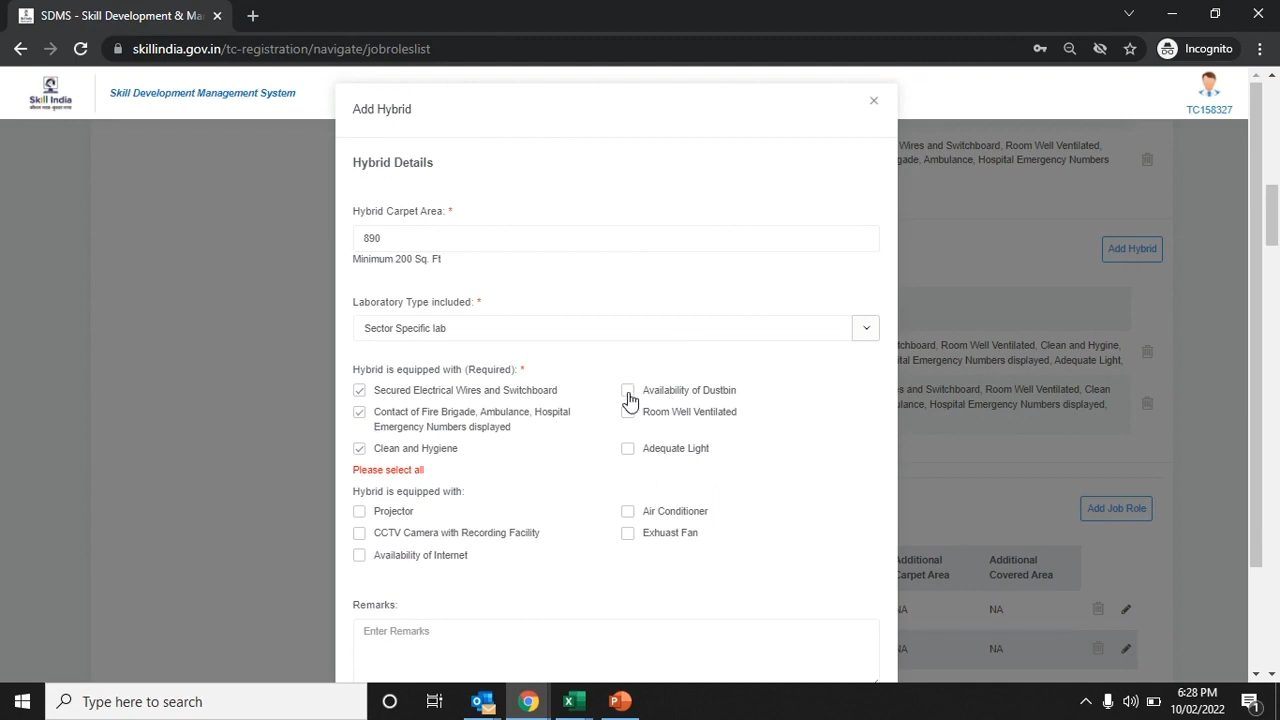 SDMS - Skill Development & Ma
skillindia.gov.in/tc-registration/navigate/jobroleslist
Incognito
Skill India
Skill Development Management System
TC158327
Add Hybrid
Hybrid Details
Hybrid Carpet Area: *
890
Minimum 200 Sq. Ft
Laboratory Type included: *
Sector Specific lab
Hybrid is equipped with (Required): *
Secured Electrical Wires and Switchboard
Availability of Dustbin
Contact of Fire Brigade, Ambulance, Hospital
Emergency Numbers displayed
Room Well Ventilated
Clean and Hygiene
Adequate Light
Please select all
Hybrid is equipped with:
Projector
Air Conditioner
CCTV Camera with Recording Facility
Exhuast Fan
Availability of Internet
Remarks:
Enter Remarks
Wires and Switchboard, Room Well Ventilated,
gade, Ambulance, Hospital Emergency Numbers
Add Hybrid
tchboard, Room Well Ventilated, Clean and Hygine,
ital Emergency Numbers displayed, Adequate Light,
s and Switchboard, Room Well Ventilated, Clean
ulance, Hospital Emergency Numbers displayed,
Add Job Role
Additional
Carpet Area
Additional
Covered Area
NA
NA
NA
NA
Type here to search
6:28 PM
10/02/2022
1